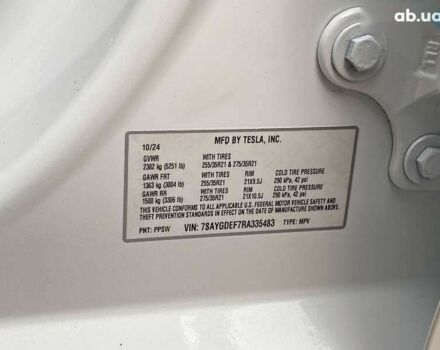 ab.ua
10/24
MFD BY TESLA, INC.
GVWR WITH TIRES
2382 kg (5251 lb) 255/35R21 & 275/35R21
GAWR FRT WITH TIRES RIM COLD TIRE PRESSURE
1363 kg (3004 lb) 255/35R21 21X9.5J 290 kPa, 42 psi
GAWR RR WITH TIRES RIM COLD TIRE PRESSURE
1500 kg (3306 lb) 275/35R21 21X10.5J 290 kPa, 42 psi
THIS VEHICLE CONFORMS TO ALL APPLICABLE U.S. FEDERAL MOTOR VEHICLE SAFETY AND
THEFT PREVENTION STANDARDS IN EFFECT ON THE DATE OF MANUFACTURE SHOWN ABOVE.
PNT: PPSW VIN: 7SAYGDEF7RA335483 TYPE: MPV